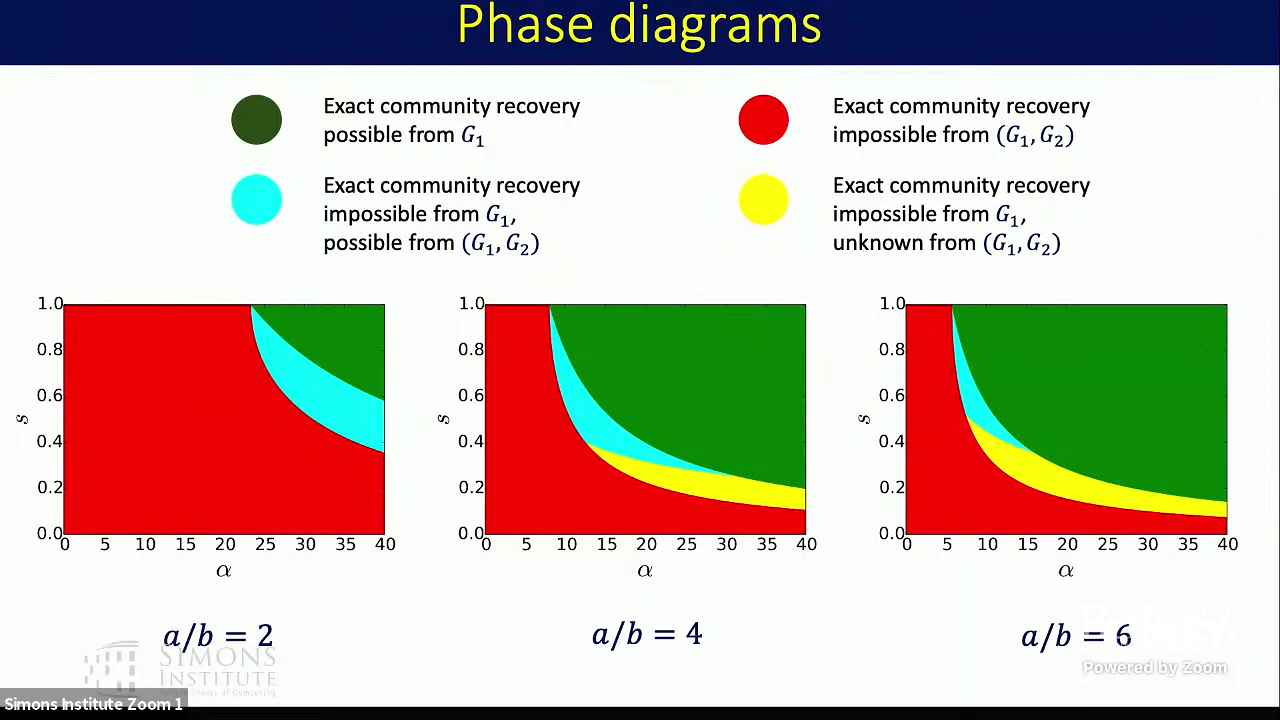 Phase diagrams
Exact community recovery
possible from G₁
Exact community recovery
impossible from (G₁, G₂)
Exact community recovery
impossible from G₁,
possible from (G₁, G₂)
Exact community recovery
impossible from G₁,
unknown from (G₁, G₂)
1.0
0.8
0.6
0.4
0.2
0.0
s
0 5 10 15 20 25 30 35 40
α
1.0
0.8
0.6
0.4
0.2
0.0
s
0 5 10 15 20 25 30 35 40
α
1.0
0.8
0.6
0.4
0.2
0.0
s
0 5 10 15 20 25 30 35 40
α
a/b = 2
a/b = 4
a/b = 6
SIMONS
INSTITUTE
for the Theory of Computing
Powered by Zoom
Simons Institute Zoom 1